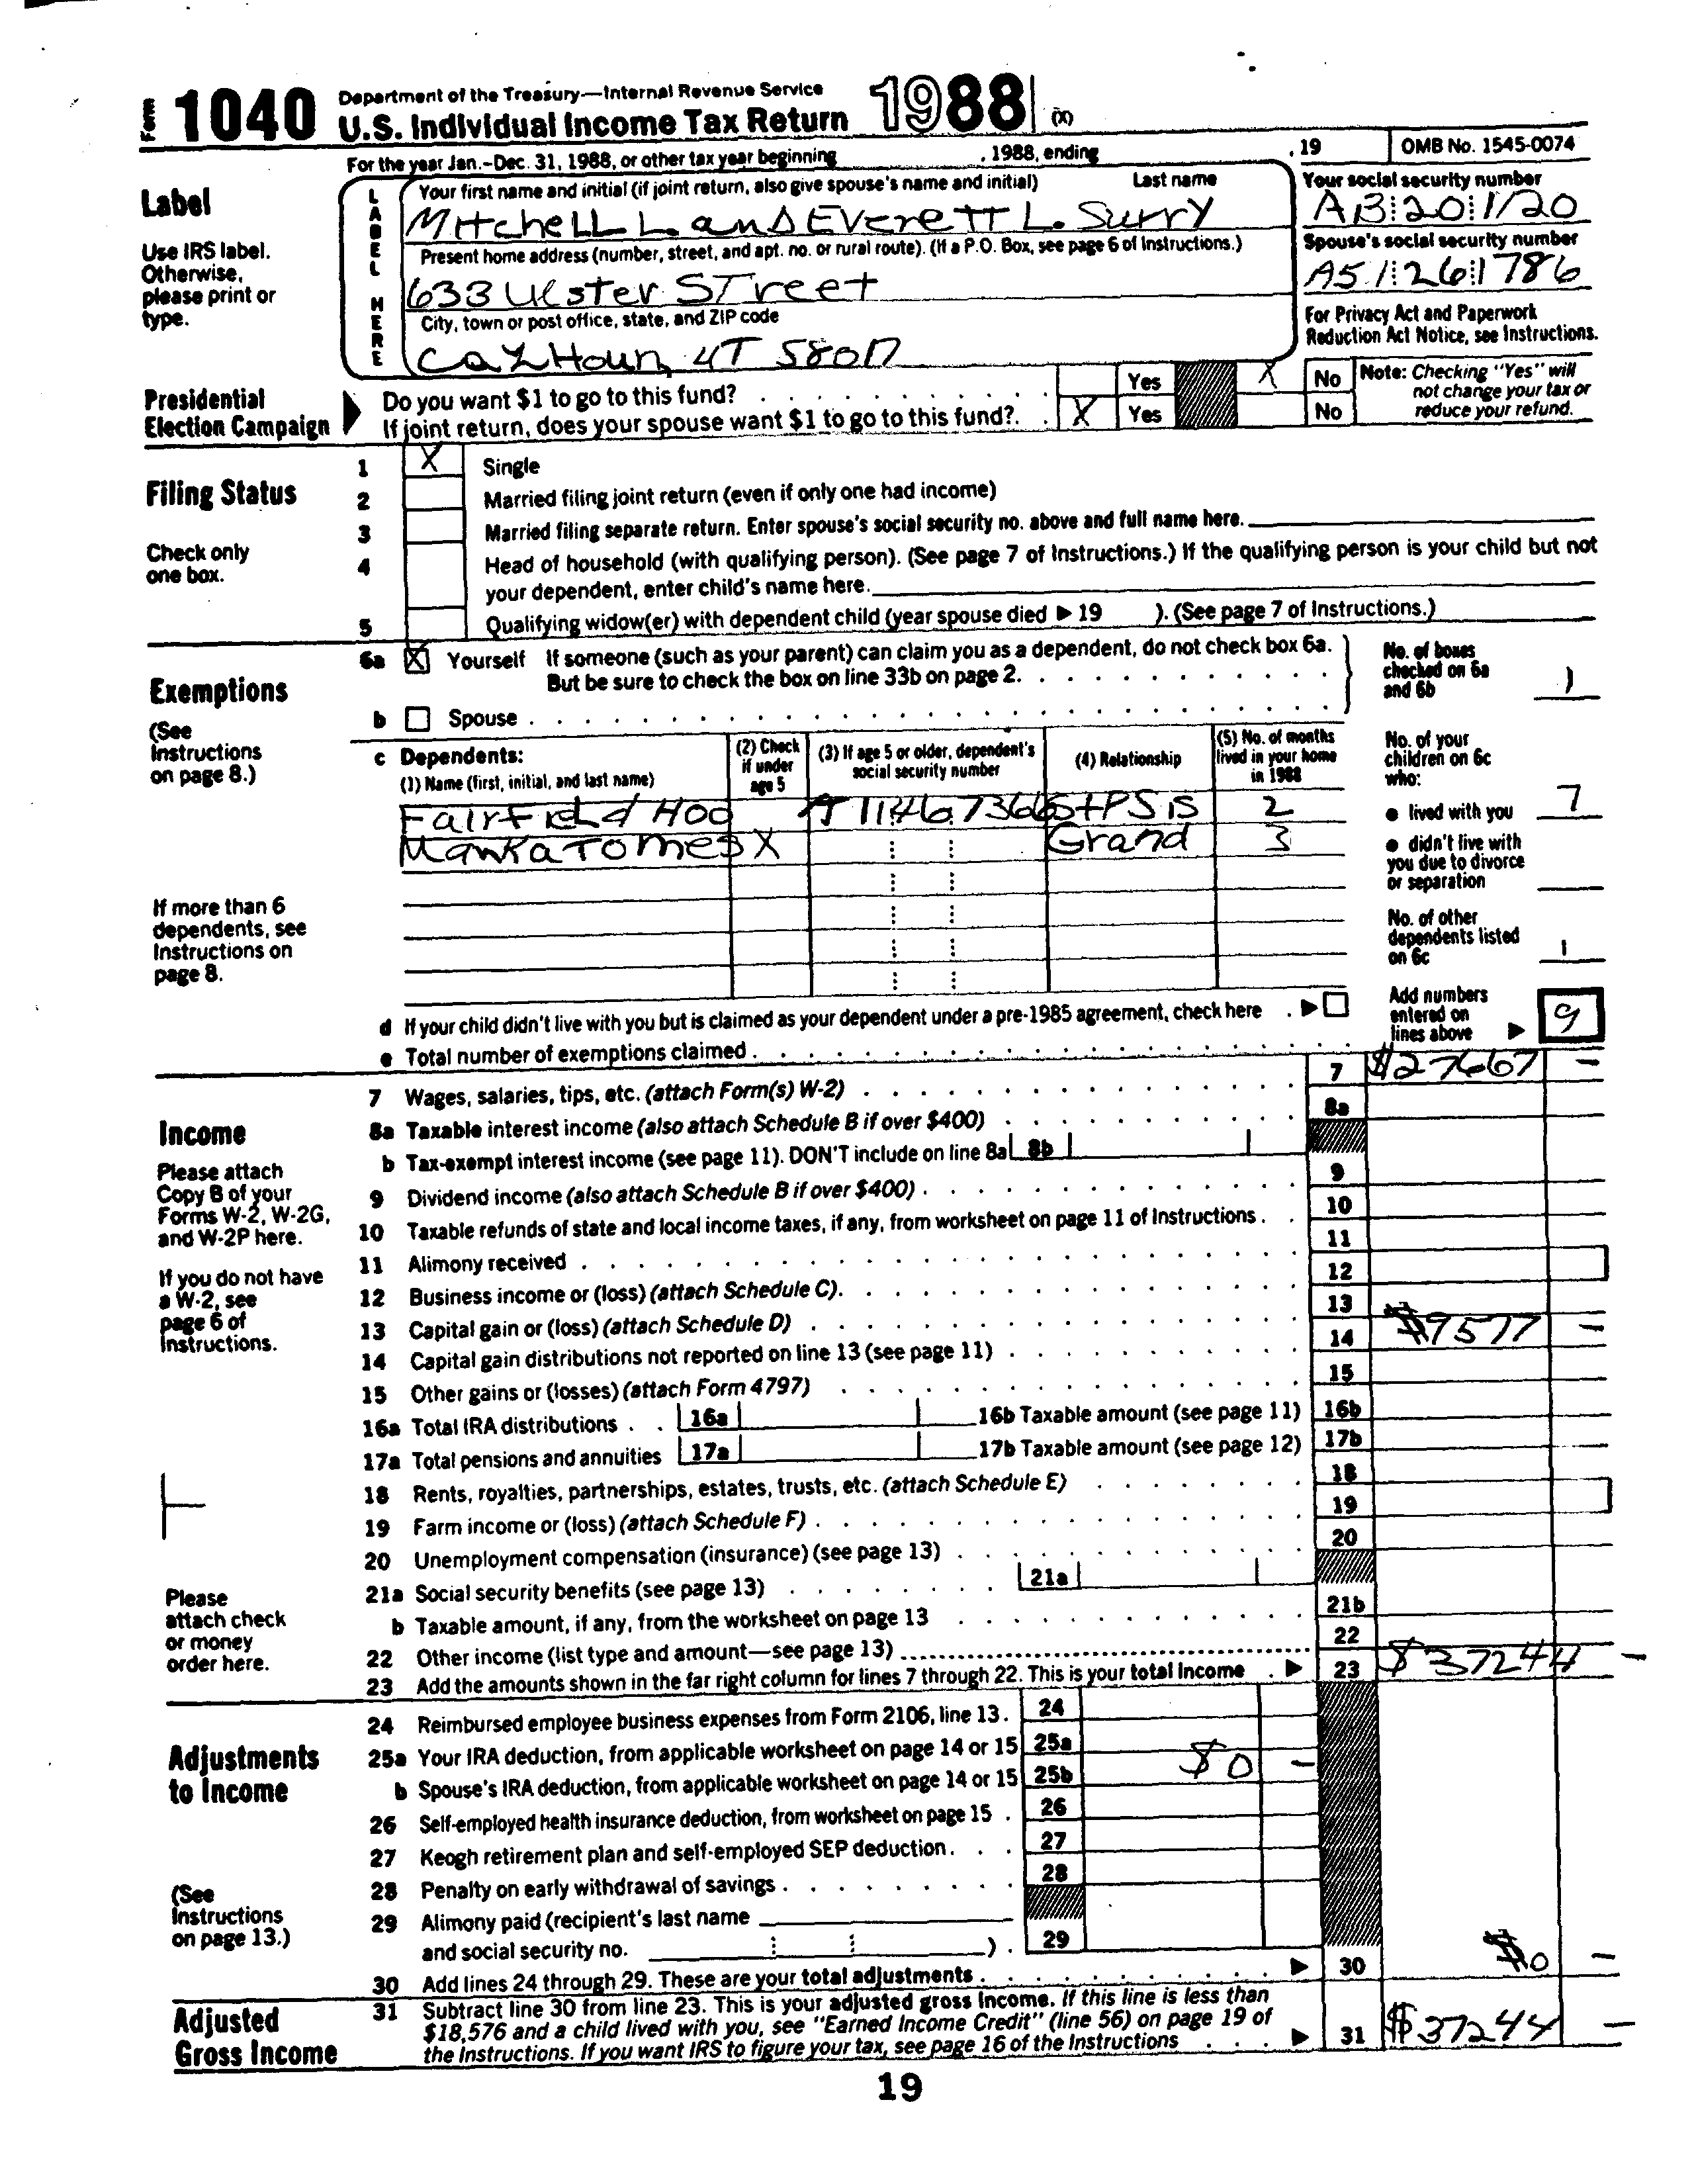 Form 1040 Department of the Treasury—Internal Revenue Service
U.S. Individual Income Tax Return 1988 (X)
For the year Jan.–Dec. 31, 1988, or other tax year beginning , 1988, ending , 19 OMB No. 1545-0074
Label
Use IRS label.
Otherwise,
please print or
type.
LABEL HERE
Your first name and initial (if joint return, also give spouse's name and initial) Last name
Mitchell L. and Everett L. Surry
Present home address (number, street, and apt. no. or rural route). (If a P.O. Box, see page 6 of Instructions.)
633 Ulster Street
City, town or post office, state, and ZIP code
CalHoun, UT 58017
Your social security number
AB 20 1120
Spouse's social security number
A51 26 1786
For Privacy Act and Paperwork
Reduction Act Notice, see Instructions.
Presidential
Election Campaign
Do you want $1 to go to this fund? Yes X No
If joint return, does your spouse want $1 to go to this fund? X Yes No
Note: Checking "Yes" will
not change your tax or
reduce your refund.
Filing Status
Check only
one box.
1 X Single
2 Married filing joint return (even if only one had income)
3 Married filing separate return. Enter spouse's social security no. above and full name here.
4 Head of household (with qualifying person). (See page 7 of Instructions.) If the qualifying person is your child but not
your dependent, enter child's name here.
5 Qualifying widow(er) with dependent child (year spouse died ▶ 19 ). (See page 7 of Instructions.)
Exemptions
(See
Instructions
on page 8.)
6a X Yourself If someone (such as your parent) can claim you as a dependent, do not check box 6a.
But be sure to check the box on line 33b on page 2.
b Spouse
No. of boxes
checked on 6a
and 6b 1
c Dependents:
(1) Name (first, initial, and last name)
(2) Check
if under
age 5
(3) If age 5 or older, dependent's
social security number
(4) Relationship
(5) No. of months
lived in your home
in 1988
Fairfield Hoo 2
X Grand 3
If more than 6
dependents, see
Instructions on
page 8.
No. of your
children on 6c
who:
● lived with you 7
● didn't live with
you due to divorce
or separation
No. of other
dependents listed
on 6c 1
d If your child didn't live with you but is claimed as your dependent under a pre-1985 agreement, check here ▶
e Total number of exemptions claimed
Add numbers
entered on
lines above ▶ 9
Income
Please attach
Copy B of your
Forms W-2, W-2G,
and W-2P here.
If you do not have
a W-2, see
page 6 of
Instructions.
Please
attach check
or money
order here.
7 Wages, salaries, tips, etc. (attach Form(s) W-2) 7 $27667 –
8a Taxable interest income (also attach Schedule B if over $400) 8a
b Tax-exempt interest income (see page 11). DON'T include on line 8a 8b
9 Dividend income (also attach Schedule B if over $400) 9
10 Taxable refunds of state and local income taxes, if any, from worksheet on page 11 of Instructions 10
11 Alimony received 11
12 Business income or (loss) (attach Schedule C) 12
13 Capital gain or (loss) (attach Schedule D) 13
14 Capital gain distributions not reported on line 13 (see page 11) 14 $9577 –
15 Other gains or (losses) (attach Form 4797) 15
16a Total IRA distributions 16a 16b Taxable amount (see page 11) 16b
17a Total pensions and annuities 17a 17b Taxable amount (see page 12) 17b
18 Rents, royalties, partnerships, estates, trusts, etc. (attach Schedule E) 18
19 Farm income or (loss) (attach Schedule F) 19
20 Unemployment compensation (insurance) (see page 13) 20
21a Social security benefits (see page 13) 21a
b Taxable amount, if any, from the worksheet on page 13 21b
22 Other income (list type and amount—see page 13) 22
23 Add the amounts shown in the far right column for lines 7 through 22. This is your total income ▶ 23 $37244 –
Adjustments
to Income
(See
Instructions
on page 13.)
24 Reimbursed employee business expenses from Form 2106, line 13. 24
25a Your IRA deduction, from applicable worksheet on page 14 or 15 25a
b Spouse's IRA deduction, from applicable worksheet on page 14 or 15 25b $0 –
26 Self-employed health insurance deduction, from worksheet on page 15 26
27 Keogh retirement plan and self-employed SEP deduction 27
28 Penalty on early withdrawal of savings 28
29 Alimony paid (recipient's last name
and social security no. ) 29
30 Add lines 24 through 29. These are your total adjustments ▶ 30 $0 –
Adjusted
Gross Income
31 Subtract line 30 from line 23. This is your adjusted gross income. If this line is less than
$18,576 and a child lived with you, see "Earned Income Credit" (line 56) on page 19 of
the Instructions. If you want IRS to figure your tax, see page 16 of the Instructions ▶ 31 $37244 –
19